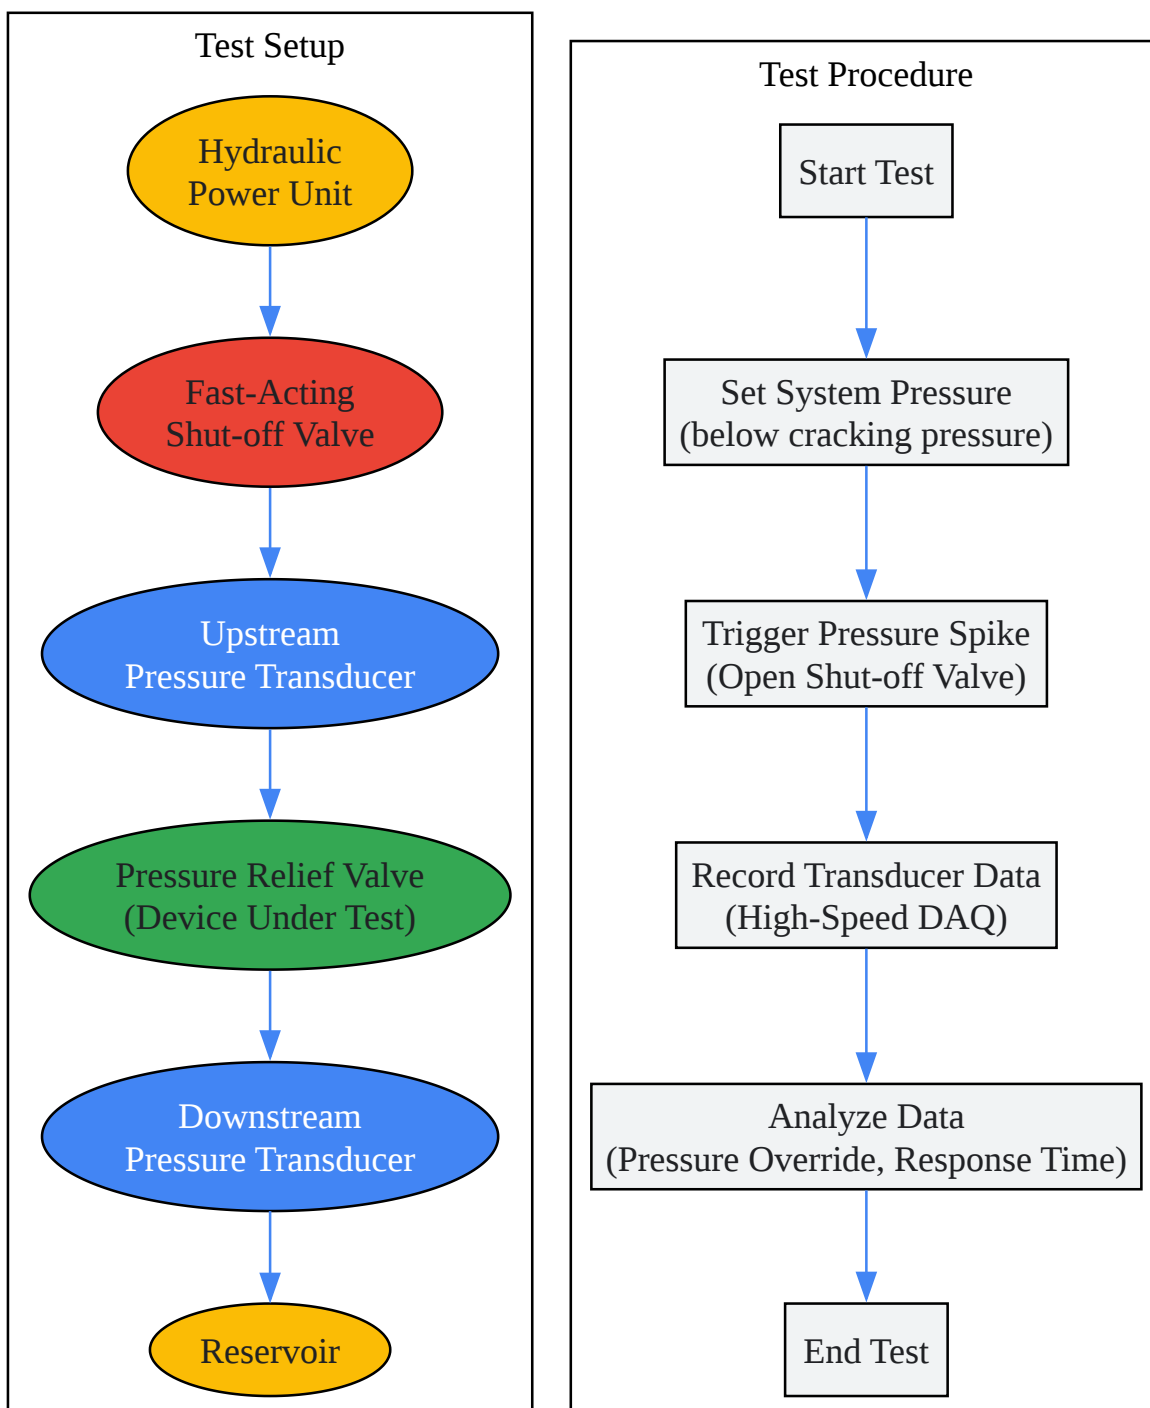 Test Setup
Hydraulic
Power Unit
Fast-Acting
Shut-off Valve
Upstream
Pressure Transducer
Pressure Relief Valve
(Device Under Test)
Downstream
Pressure Transducer
Reservoir
Test Procedure
Start Test
Set System Pressure
(below cracking pressure)
Trigger Pressure Spike
(Open Shut-off Valve)
Record Transducer Data
(High-Speed DAQ)
Analyze Data
(Pressure Override, Response Time)
End Test